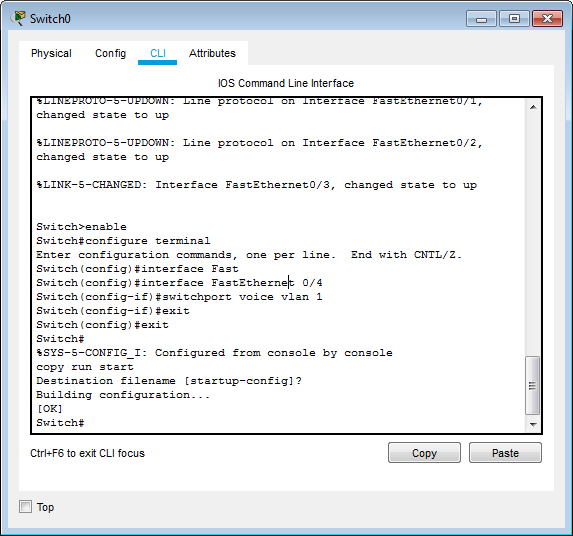 Switch0
Physical Config CLI Attributes
IOS Command Line Interface
%LINEPROTO-5-UPDOWN: Line protocol on Interface FastEthernet0/1,
changed state to up
%LINEPROTO-5-UPDOWN: Line protocol on Interface FastEthernet0/2,
changed state to up
%LINK-5-CHANGED: Interface FastEthernet0/3, changed state to up
Switch>enable
Switch#configure terminal
Enter configuration commands, one per line.  End with CNTL/Z.
Switch(config)#interface Fast
Switch(config)#interface FastEthernet 0/4
Switch(config-if)#switchport voice vlan 1
Switch(config-if)#exit
Switch(config)#exit
Switch#
%SYS-5-CONFIG_I: Configured from console by console
copy run start
Destination filename [startup-config]?
Building configuration...
[OK]
Switch#
Ctrl+F6 to exit CLI focus
Copy Paste
Top